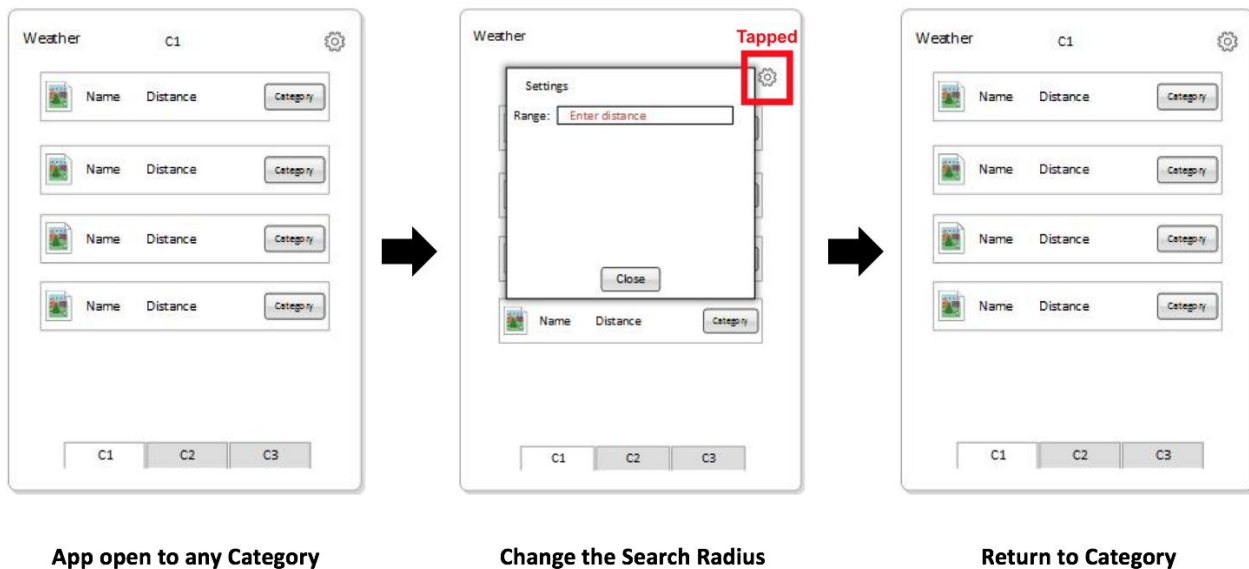 Weather C1
Name Distance Category
Name Distance Category
Name Distance Category
Name Distance Category
C1 C2 C3
App open to any Category
Weather Tapped
Settings
Range: Enter distance
Close
Name Distance Category
C1 C2 C3
Change the Search Radius
Weather C1
Name Distance Category
Name Distance Category
Name Distance Category
Name Distance Category
C1 C2 C3
Return to Category